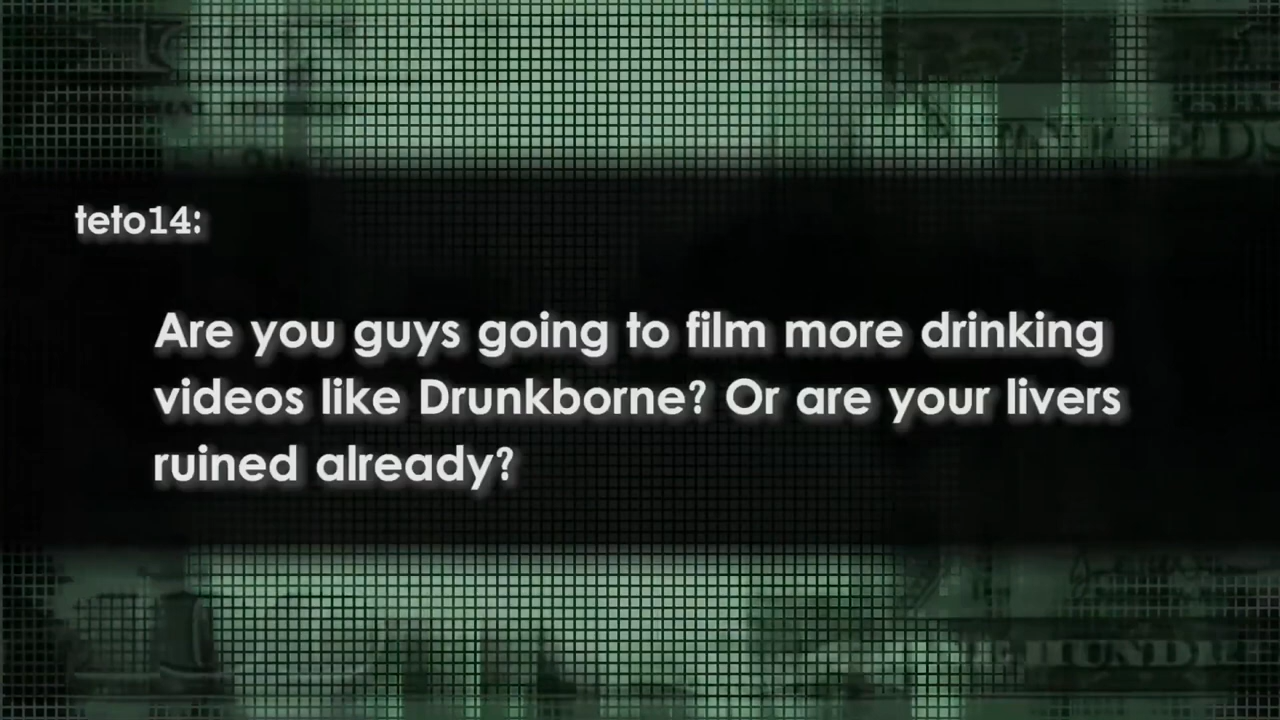 teto14:
Are you guys going to film more drinking
videos like Drunkborne? Or are your livers
ruined already?